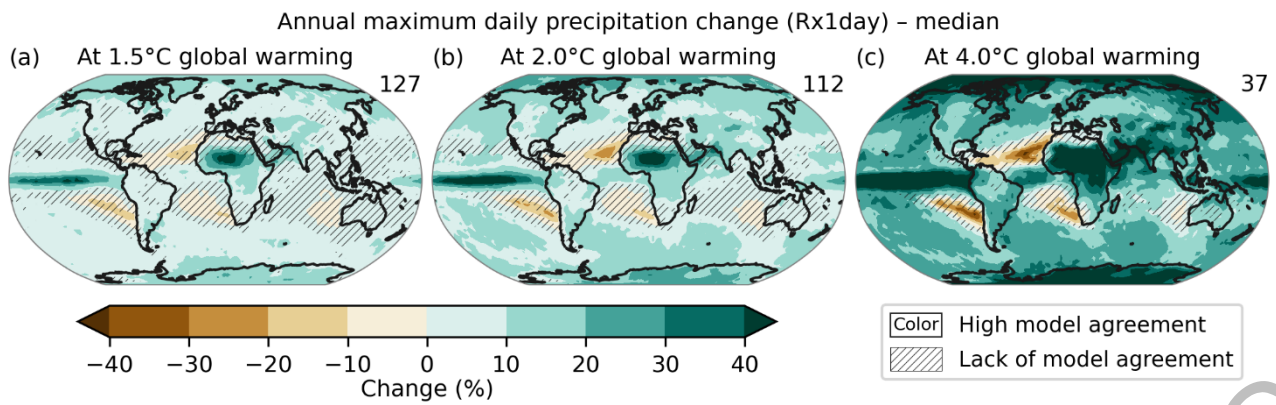 Annual maximum daily precipitation change (Rx1day) – median
(a) At 1.5°C global warming
127
(b) At 2.0°C global warming
112
(c) At 4.0°C global warming
37
−40 −30 −20 −10 0 10 20 30 40
Change (%)
Color High model agreement
Lack of model agreement